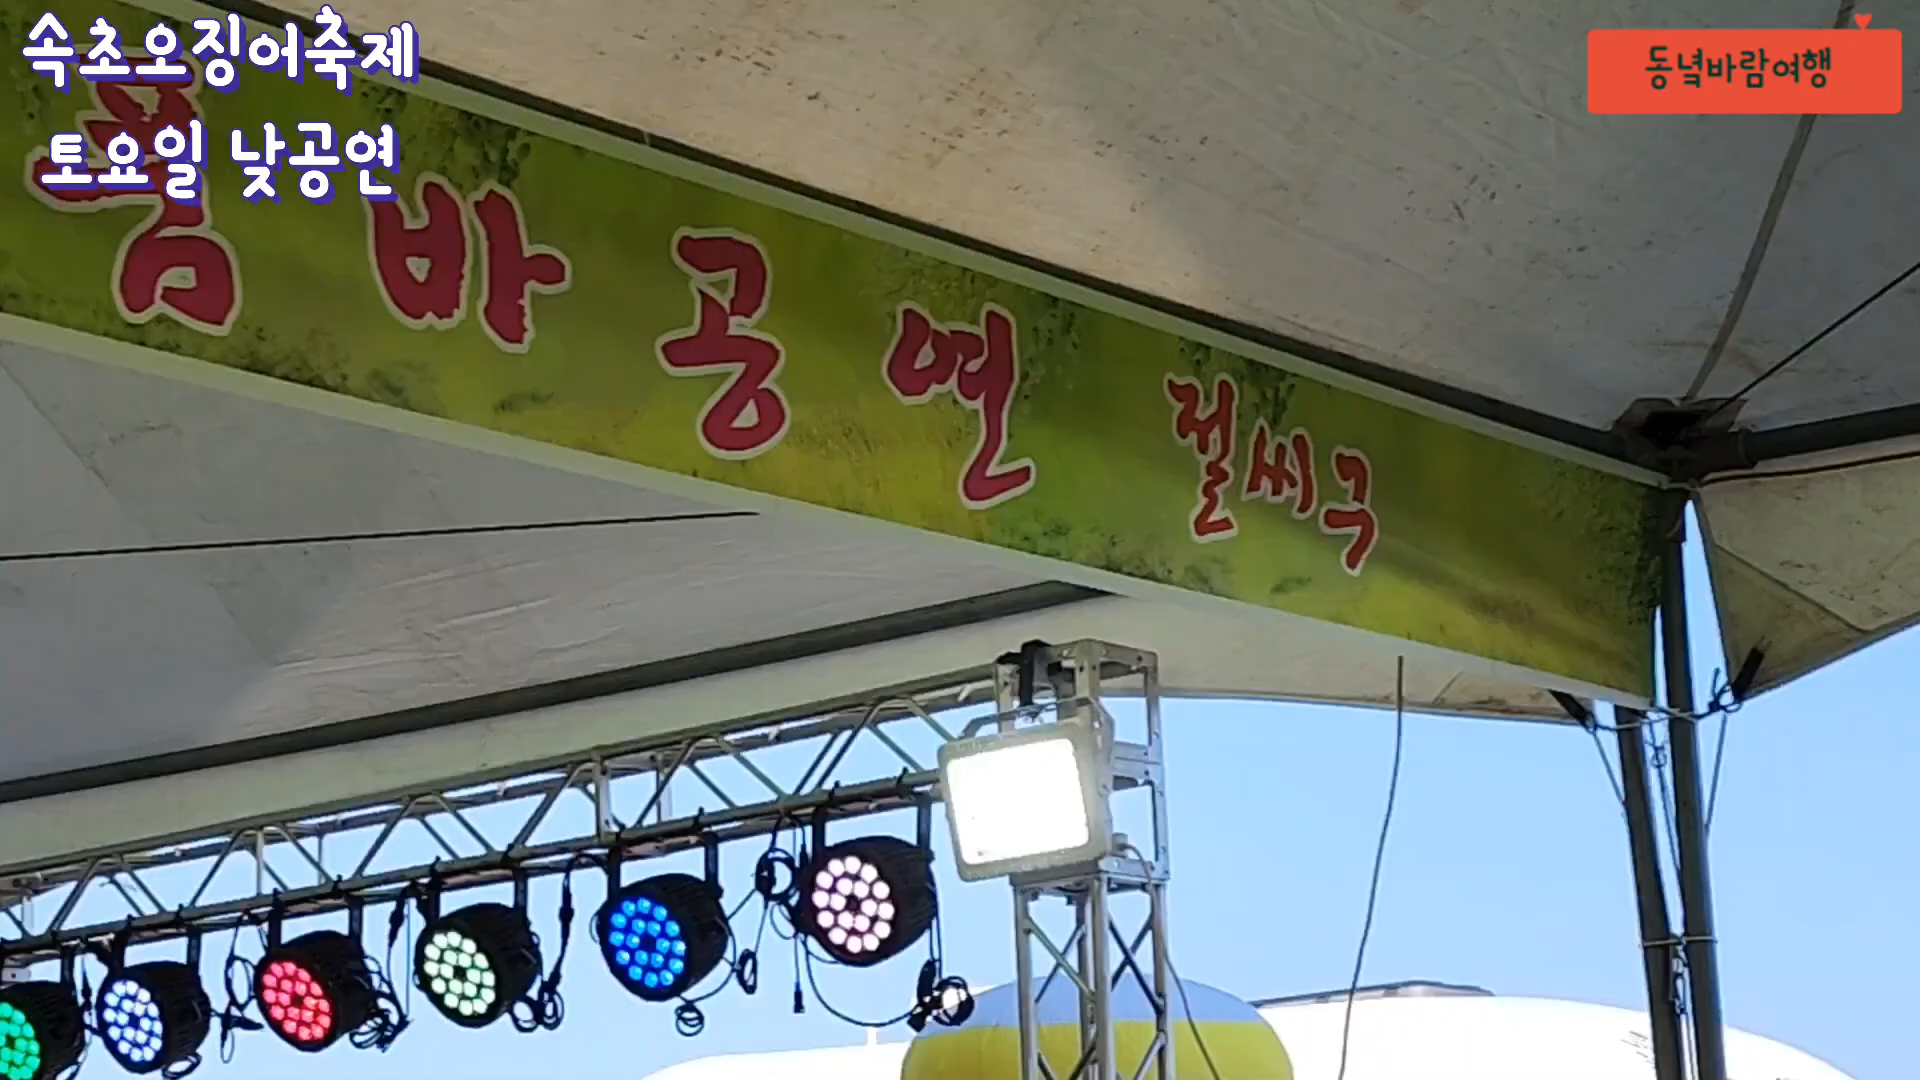 속초오징어축제
토요일 낮공연
동녘바람여행
품바공연 절씨구